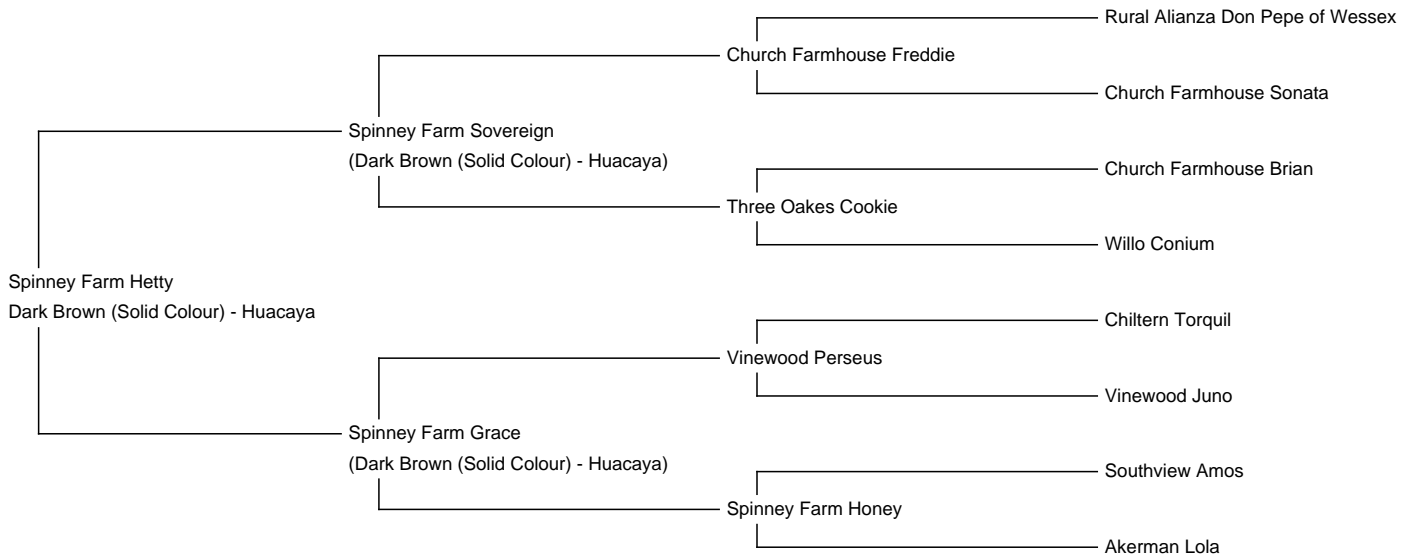 Rural Alianza Don Pepe of Wessex
Church Farmhouse Freddie
Church Farmhouse Sonata
Spinney Farm Sovereign
(Dark Brown (Solid Colour) - Huacaya)
Church Farmhouse Brian
Three Oakes Cookie
Willo Conium
Spinney Farm Hetty
Dark Brown (Solid Colour) - Huacaya
Chiltern Torquil
Vinewood Perseus
Vinewood Juno
Spinney Farm Grace
(Dark Brown (Solid Colour) - Huacaya)
Southview Amos
Spinney Farm Honey
Akerman Lola